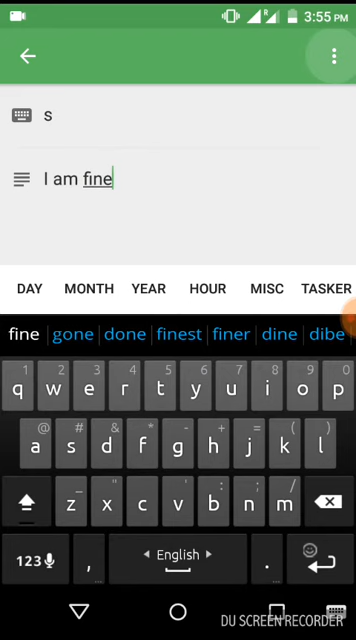 R 3:55 PM
s
I am fine
DAY MONTH YEAR HOUR MISC TASKER
fine gone done finest finer dine dibe
1 2 3 4 5 6 7 8 9 0
q w e r t y u i o p
@ # & * - + = ( )
a s d f g h j k l
_ " ' : ; /
z x c v b n m
123 , English .
... ...
DU SCREEN RECORDER